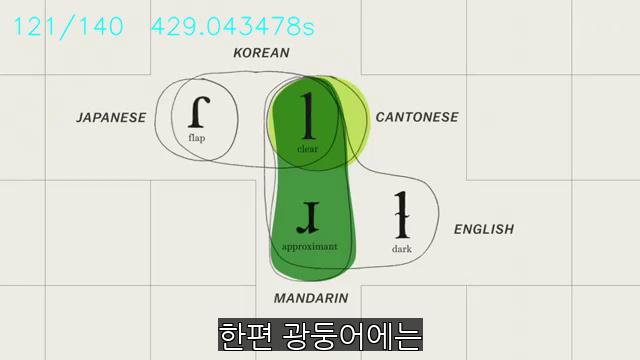 121/140 429.043478s
KOREAN
JAPANESE
ɾ
flap
l
clear
CANTONESE
ɹ
approximant
ɫ
dark
ENGLISH
MANDARIN
한편 광둥어에는